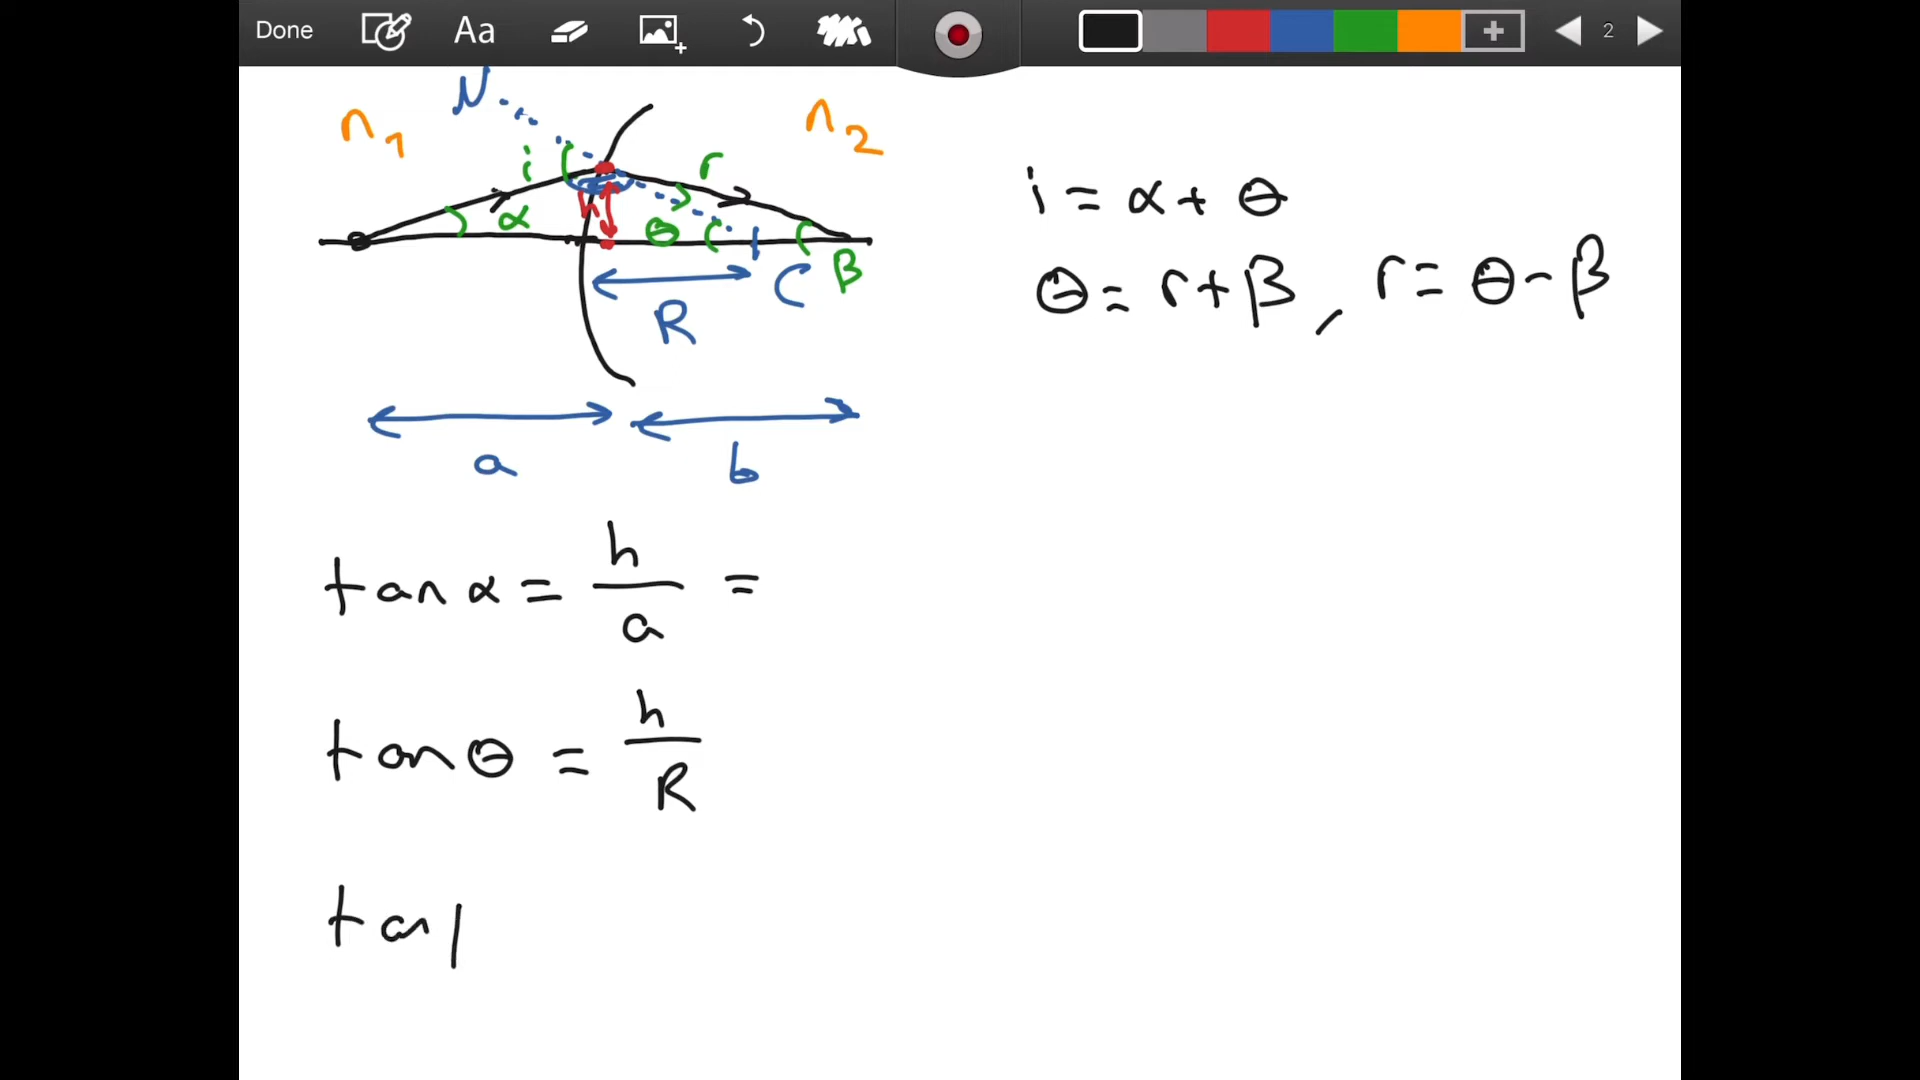 Done Aa 2
N
n₁ n₂
i r
h
α θ
C β
R
a b
i = α + θ
θ = r + β , r = θ - β
tan α = h/a =
tan θ = h/R
tan